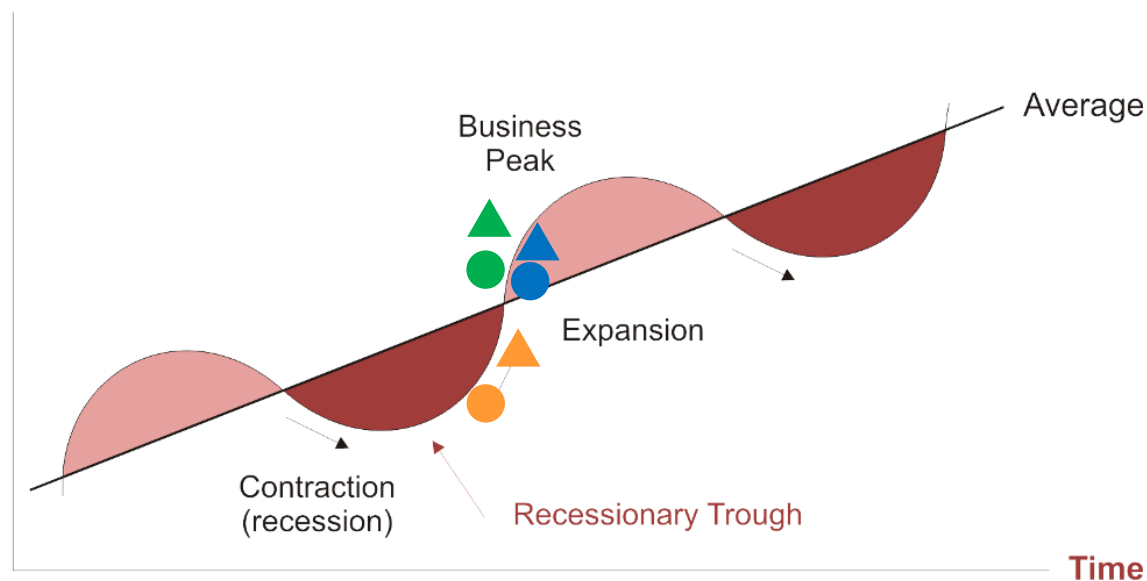 Business
Peak
Average
Expansion
Contraction
(recession)
Recessionary Trough
Time